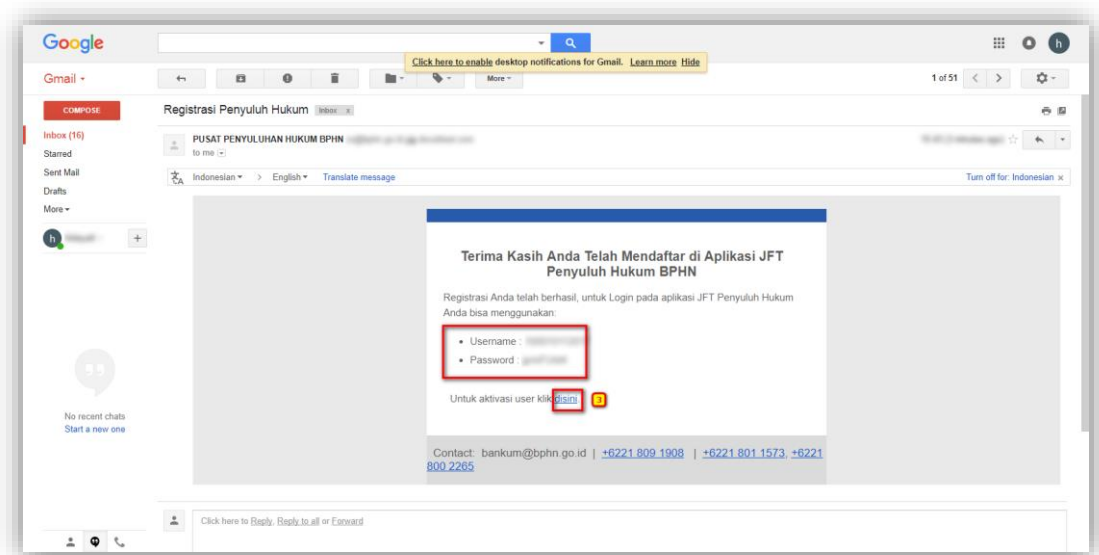 Google
Click here to enable desktop notifications for Gmail. Learn more Hide
h
Gmail
More
1 of 51
COMPOSE
Registrasi Penyuluh Hukum Inbox x
Inbox (16)
Starred
Sent Mail
Drafts
More
PUSAT PENYULUHAN HUKUM BPHN
to me
Indonesian > English Translate message Turn off for: Indonesian x
h
+
Terima Kasih Anda Telah Mendaftar di Aplikasi JFT
Penyuluh Hukum BPHN
Registrasi Anda telah berhasil, untuk Login pada aplikasi JFT Penyuluh Hukum
Anda bisa menggunakan:
• Username :
• Password :
Untuk aktivasi user klik disini 3
No recent chats
Start a new one
Contact: bankum@bphn.go.id | +6221 809 1908 | +6221 801 1573, +6221
800 2265
Click here to Reply, Reply to all or Forward